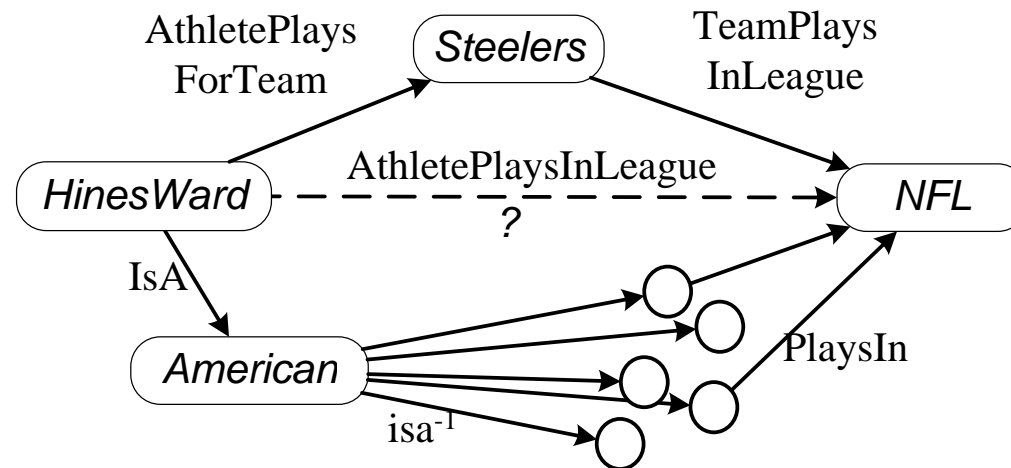 AthletePlays
ForTeam
Steelers
TeamPlays
InLeague
HinesWard
AthletePlaysInLeague
?
NFL
IsA
American
PlaysIn
isa⁻¹